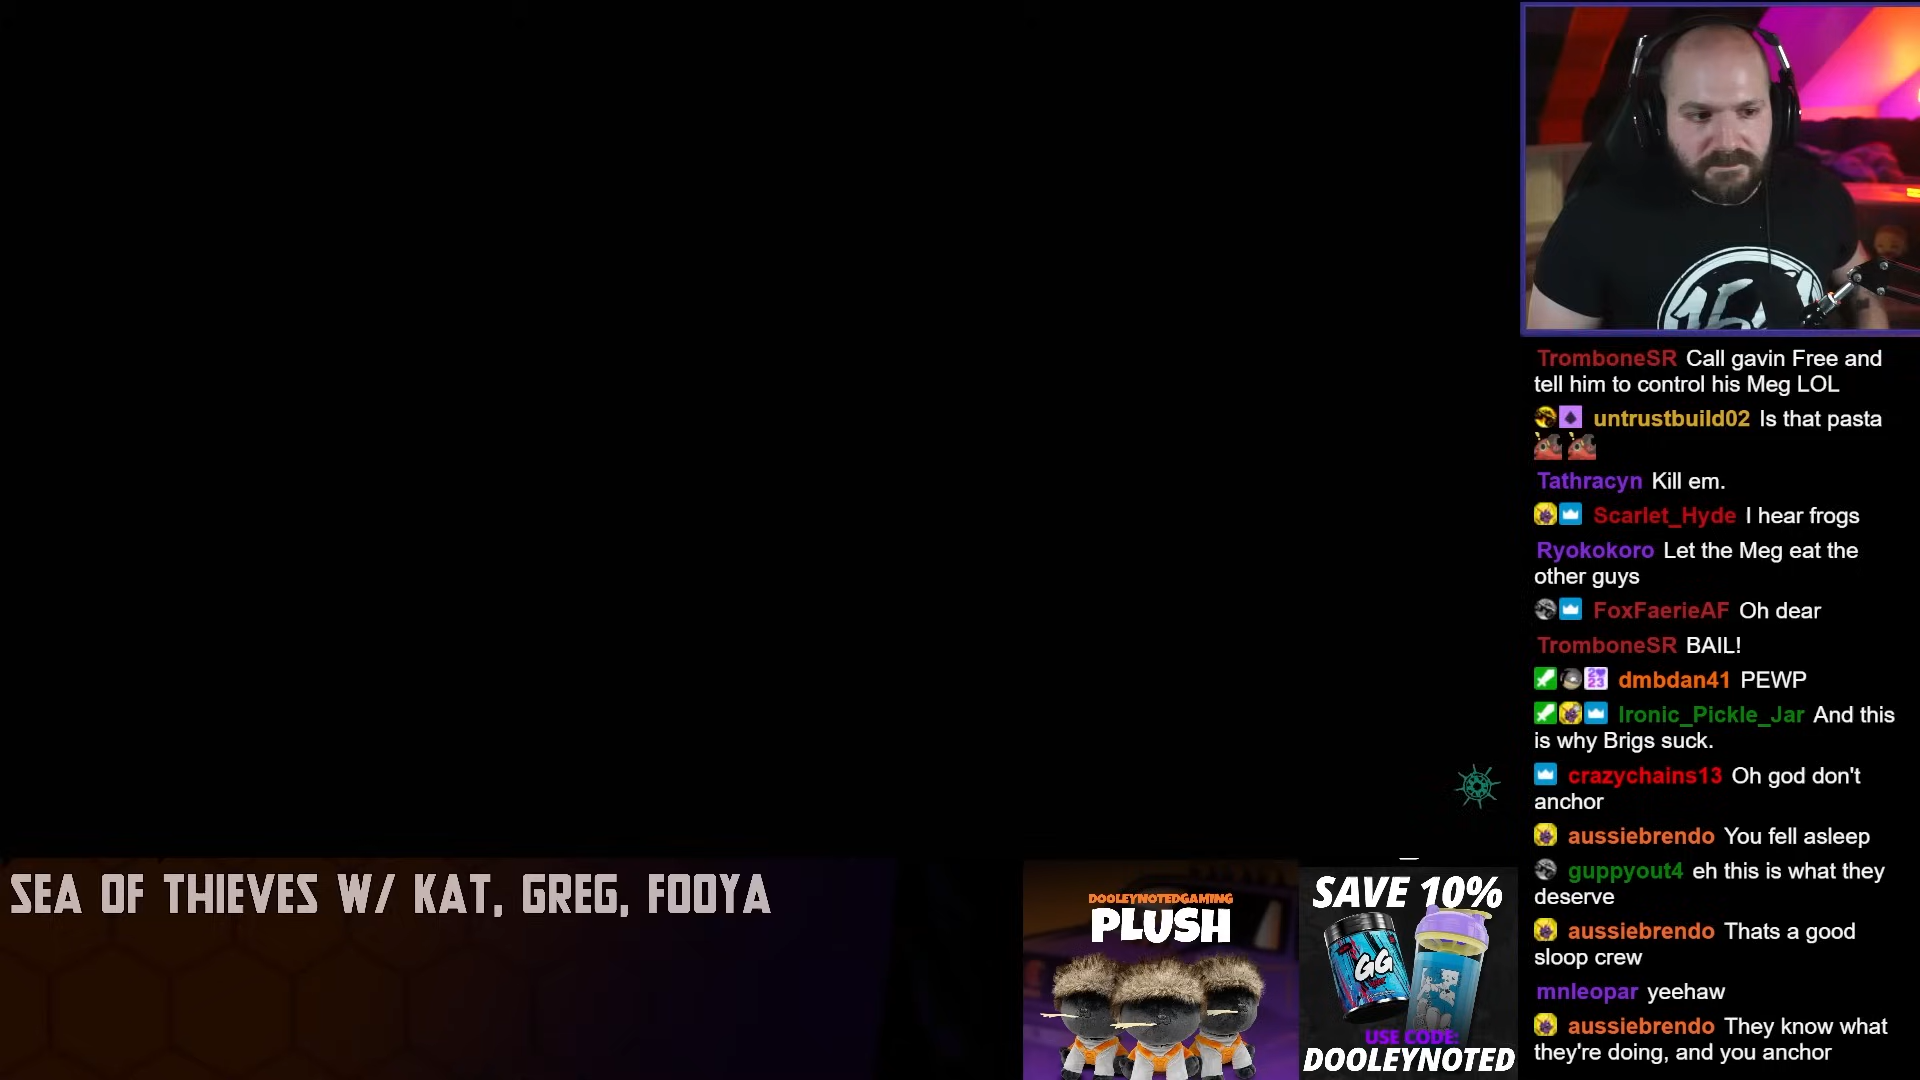 TromboneSR Call gavin Free and
tell him to control his Meg LOL
untrustbuild02 Is that pasta
Tathracyn Kill em.
Scarlet_Hyde I hear frogs
Ryokokoro Let the Meg eat the
other guys
FoxFaerieAF Oh dear
TromboneSR BAIL!
dmbdan41 PEWP
Ironic_Pickle_Jar And this
is why Brigs suck.
crazychains13 Oh god don't
anchor
aussiebrendo You fell asleep
guppyout4 eh this is what they
deserve
aussiebrendo Thats a good
sloop crew
mnleopar yeehaw
aussiebrendo They know what
they're doing, and you anchor
SEA OF THIEVES W/ KAT, GREG, FOOYA
DOOLEYNOTEDGAMING
PLUSH
SAVE 10%
GG
USE CODE:
DOOLEYNOTED